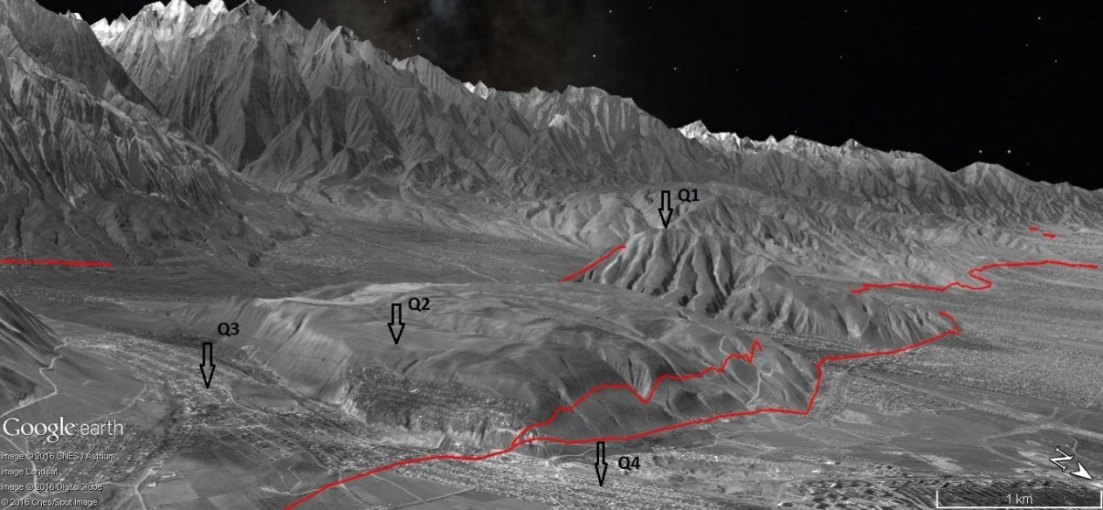 Q1
Q2
Q3
Google earth
Image © 2016 CNES / Astrium
Image Landsat
Image © 2016 DigitalGlobe
© 2016 Cnes/Spot Image
Q4
N
1 km